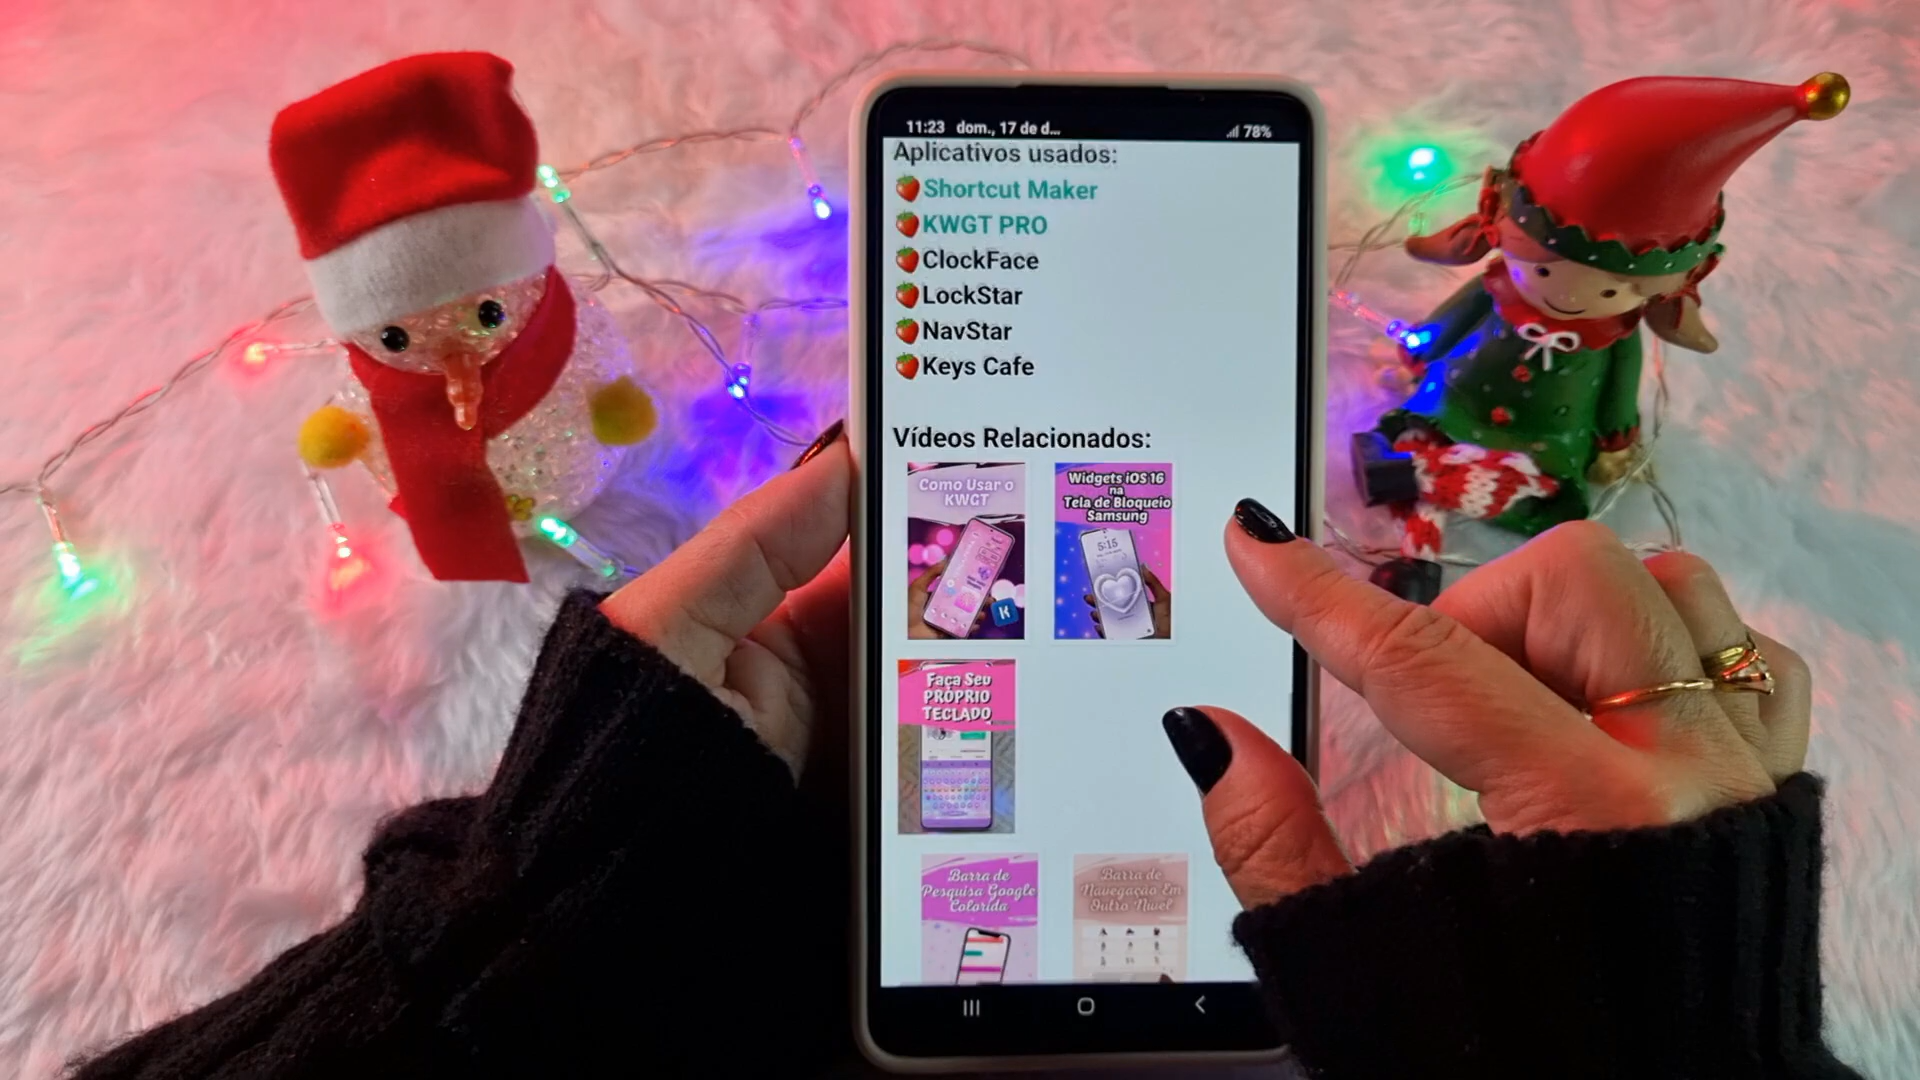 11:23 dom., 17 de d... 78%
Aplicativos usados:
Shortcut Maker
KWGT PRO
ClockFace
LockStar
NavStar
Keys Cafe
Vídeos Relacionados:
Como Usar o
KWGT
Widgets iOS 16
na
Tela de Bloqueio
Samsung
5:15
Faça Seu
PRÓPRIO
TECLADO
Barra de
Pesquisa Google
Colorida
Barra de
Navegação Em
Outro Nível